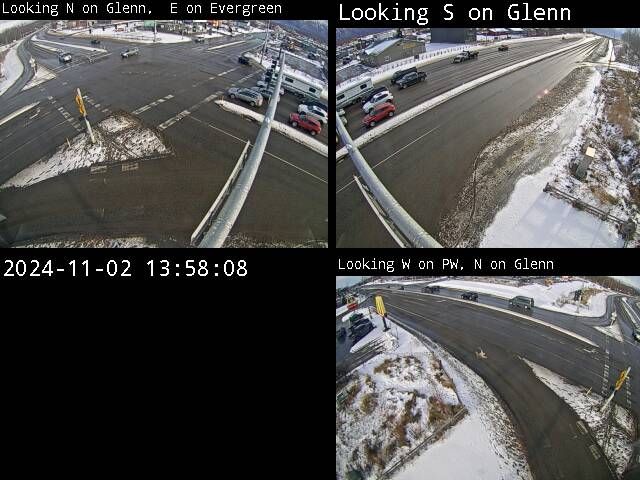 Looking N on Glenn, E on Evergreen
Looking S on Glenn
2024-11-02 13:58:08
Looking W on PW, N on Glenn